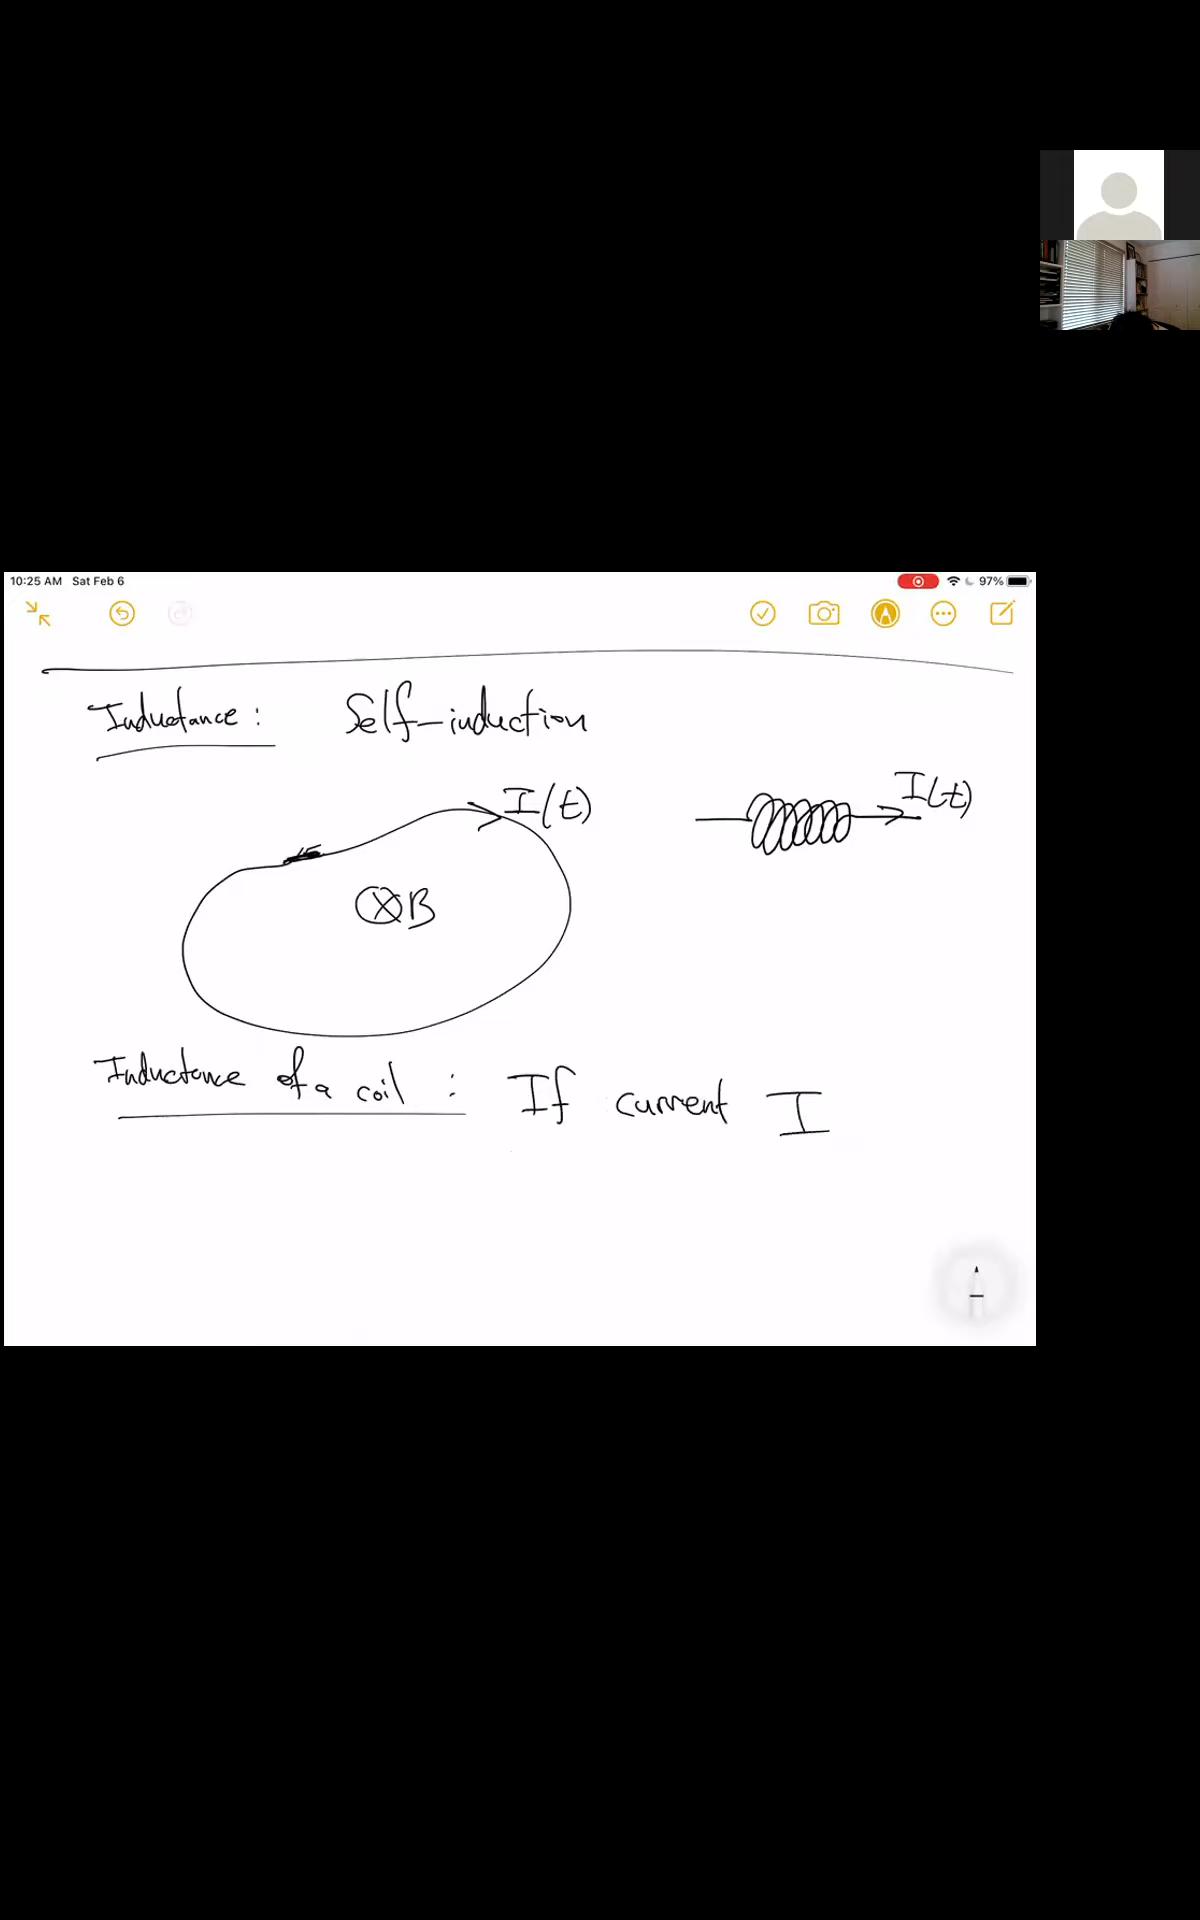 10:25 AM Sat Feb 6 97%
Inductance: Self-induction
I(t) I(t)
B
Inductance of a coil: If current I